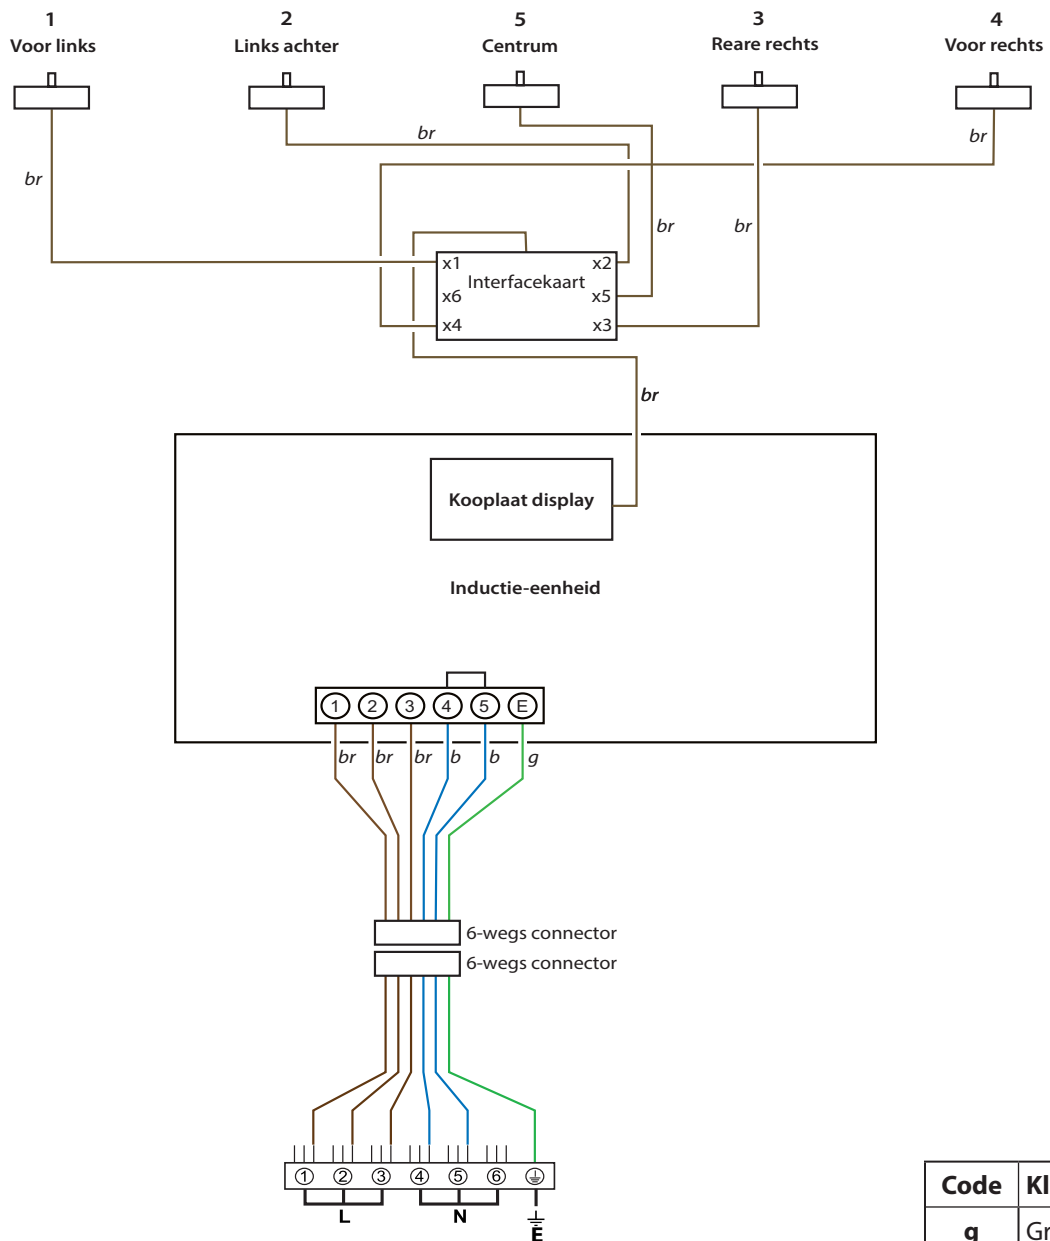 1 2 5 3 4
Voor links Links achter Centrum Reare rechts Voor rechts
br
br
br
br
br
x1 x2
Interfacekaart
x6 x5
x4 x3
br
Kooplaat display
Inductie-eenheid
1 2 3 4 5 E
br br br b b g
6-wegs connector
6-wegs connector
1 2 3 4 5 6
L N
E
Code Kl
g Gr